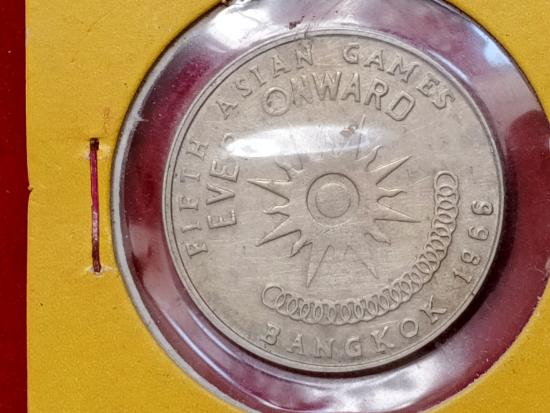 FIFTH ASIAN GAMES
EVER ONWARD
BANGKOK 1966